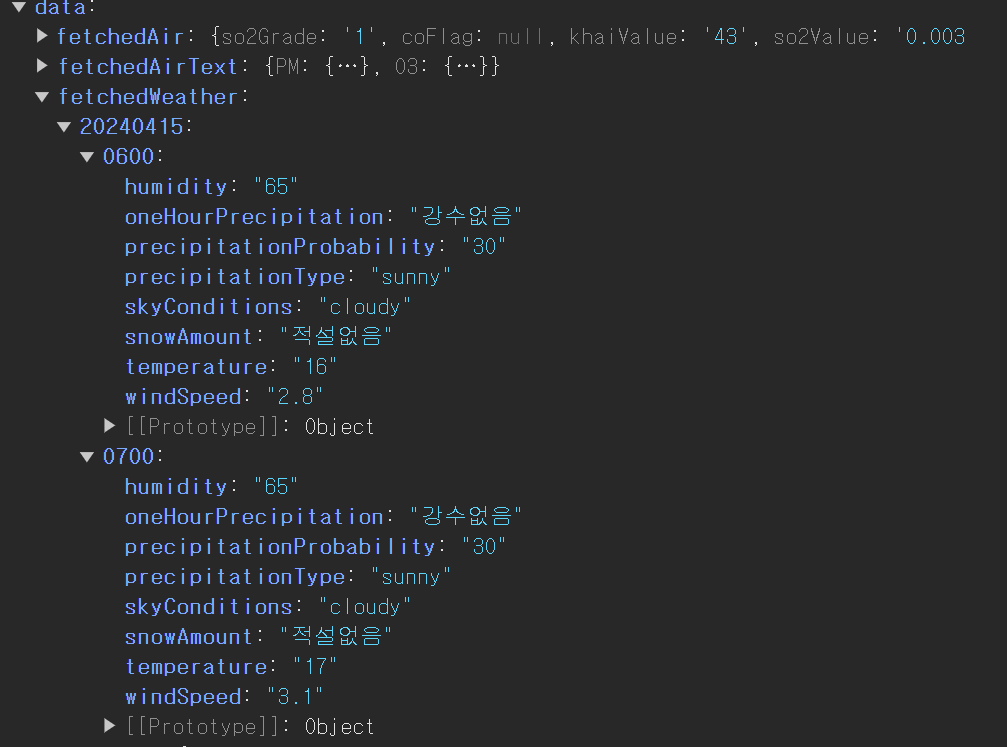 ▼ data:
▶ fetchedAir: {so2Grade: '1', coFlag: null, khaiValue: '43', so2Value: '0.003
▶ fetchedAirText: {PM: {…}, O3: {…}}
▼ fetchedWeather:
▼ 20240415:
▼ 0600:
humidity: "65"
oneHourPrecipitation: "강수없음"
precipitationProbability: "30"
precipitationType: "sunny"
skyConditions: "cloudy"
snowAmount: "적설없음"
temperature: "16"
windSpeed: "2.8"
▶ [[Prototype]]: Object
▼ 0700:
humidity: "65"
oneHourPrecipitation: "강수없음"
precipitationProbability: "30"
precipitationType: "sunny"
skyConditions: "cloudy"
snowAmount: "적설없음"
temperature: "17"
windSpeed: "3.1"
▶ [[Prototype]]: Object